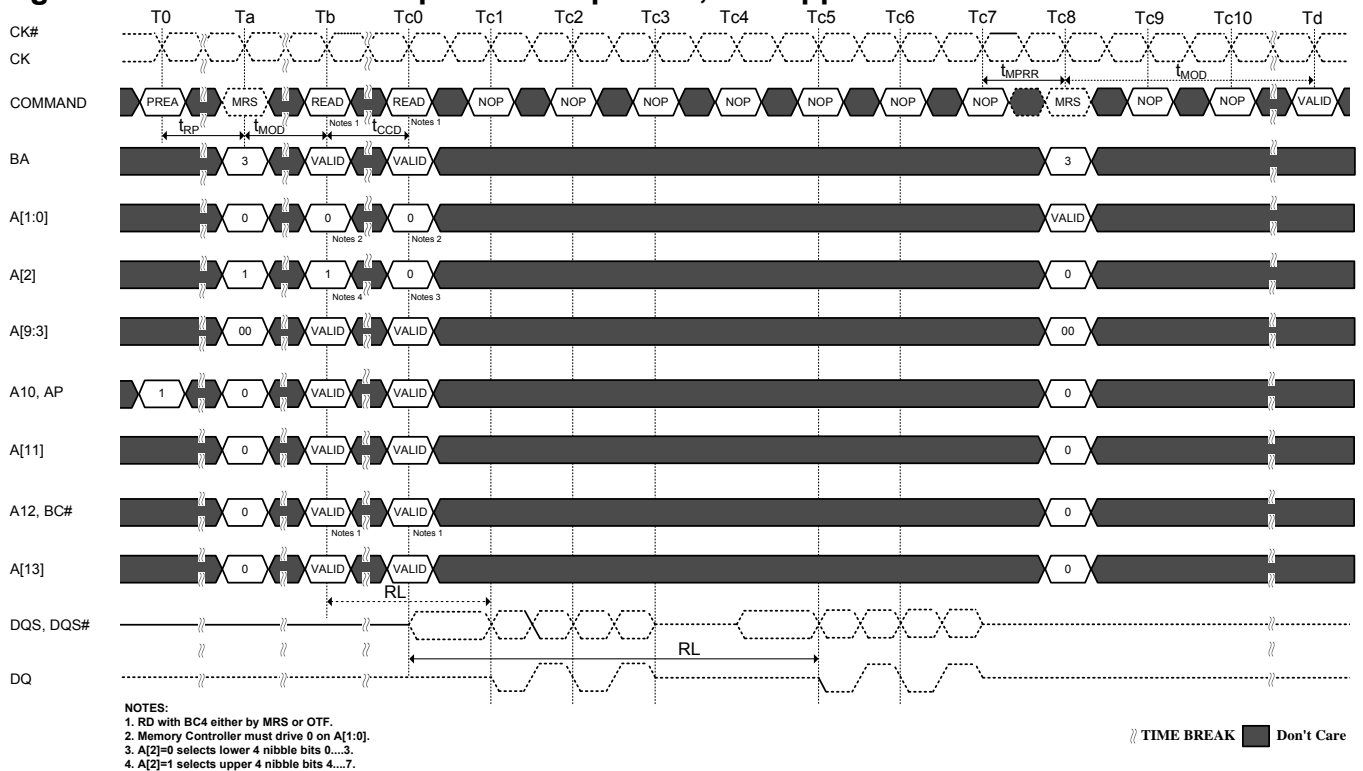 T0 Ta Tb Tc0 Tc1 Tc2 Tc3 Tc4 Tc5 Tc6 Tc7 Tc8 Tc9 Tc10 Td
CK#
CK
tMPRR tMOD
COMMAND PREA MRS READ READ NOP NOP NOP NOP NOP NOP NOP MRS NOP NOP VALID
Notes 1 Notes 1
tRP tMOD tCCD
BA 3 VALID VALID 3
A[1:0] 0 0 0 VALID
Notes 2 Notes 2
A[2] 1 1 0 0
Notes 4 Notes 3
A[9:3] 00 VALID VALID 00
A10, AP 1 0 VALID VALID 0
A[11] 0 VALID VALID 0
A12, BC# 0 VALID VALID 0
Notes 1 Notes 1
A[13] 0 VALID VALID 0
RL
DQS, DQS#
RL
DQ
NOTES:
1. RD with BC4 either by MRS or OTF.
2. Memory Controller must drive 0 on A[1:0].
3. A[2]=0 selects lower 4 nibble bits 0....3.
4. A[2]=1 selects upper 4 nibble bits 4....7.
TIME BREAK Don't Care